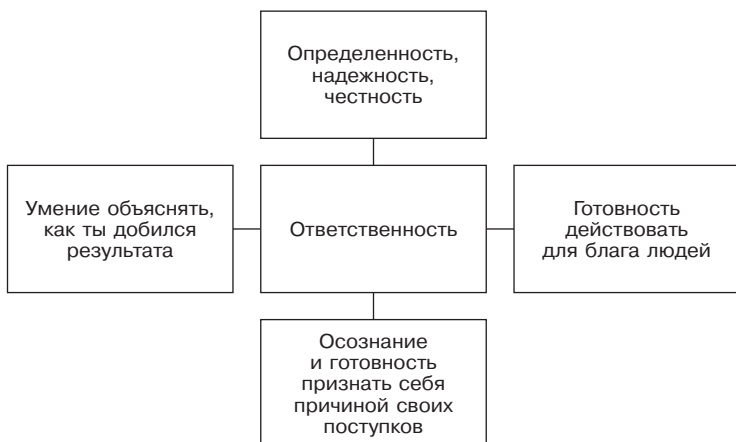 Определенность,
надежность,
честность
Умение объяснять,
как ты добился
результата
Ответственность
Готовность
действовать
для блага людей
Осознание
и готовность
признать себя
причиной своих
поступков